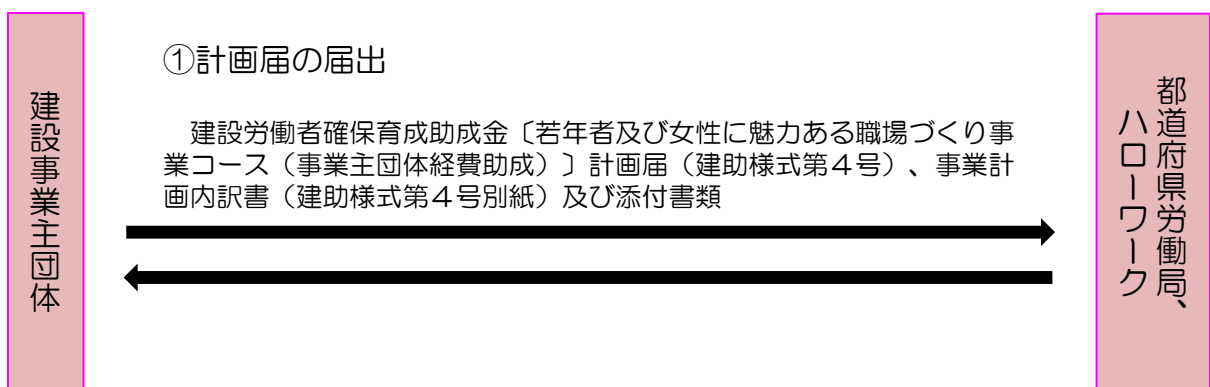 建設事業主団体
①計画届の届出
建設労働者確保育成助成金〔若年者及び女性に魅力ある職場づくり事
業コース（事業主団体経費助成）〕計画届（建助様式第４号）、事業計
画内訳書（建助様式第４号別紙）及び添付書類
都道府県労働局、
ハローワーク